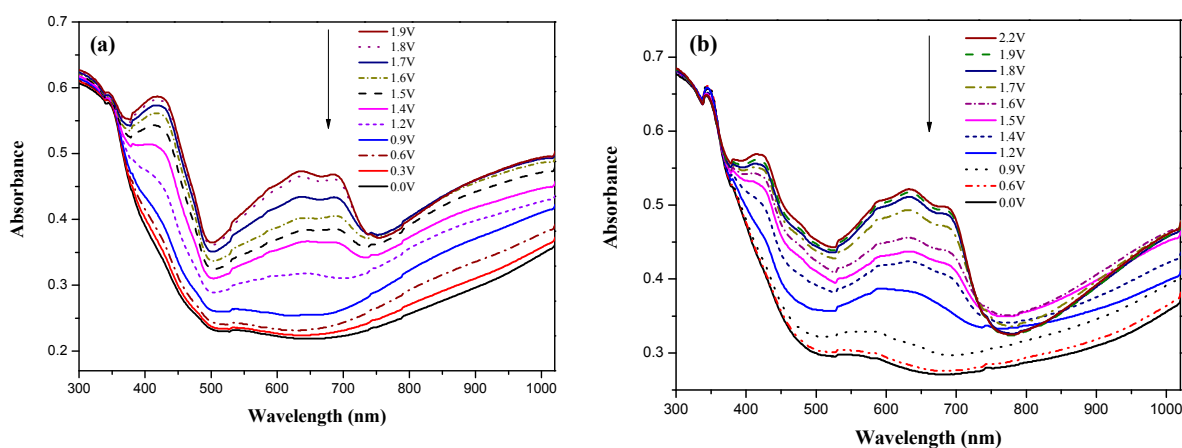 (a)
Absorbance
0.7
0.6
0.5
0.4
0.3
0.2
1.9V
1.8V
1.7V
1.6V
1.5V
1.4V
1.2V
0.9V
0.6V
0.3V
0.0V
300 400 500 600 700 800 900 1000
Wavelength (nm)
(b)
Absorbance
0.7
0.6
0.5
0.4
0.3
2.2V
1.9V
1.8V
1.7V
1.6V
1.5V
1.4V
1.2V
0.9V
0.6V
0.0V
300 400 500 600 700 800 900 1000
Wavelength (nm)